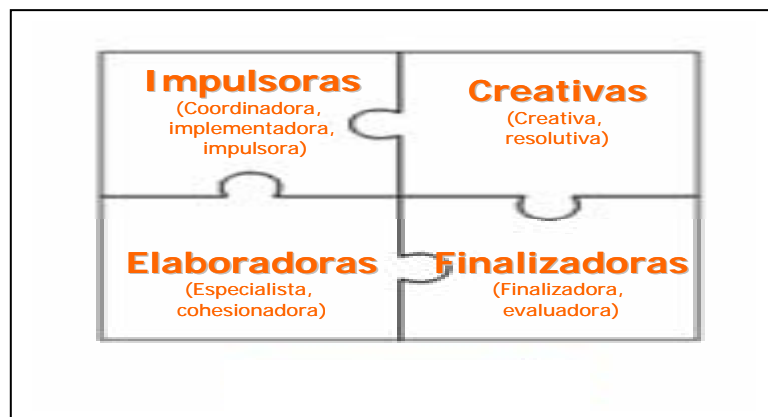 Impulsoras
(Coordinadora,
implementadora,
impulsora)
Creativas
(Creativa,
resolutiva)
Elaboradoras
(Especialista,
cohesionadora)
Finalizadoras
(Finalizadora,
evaluadora)